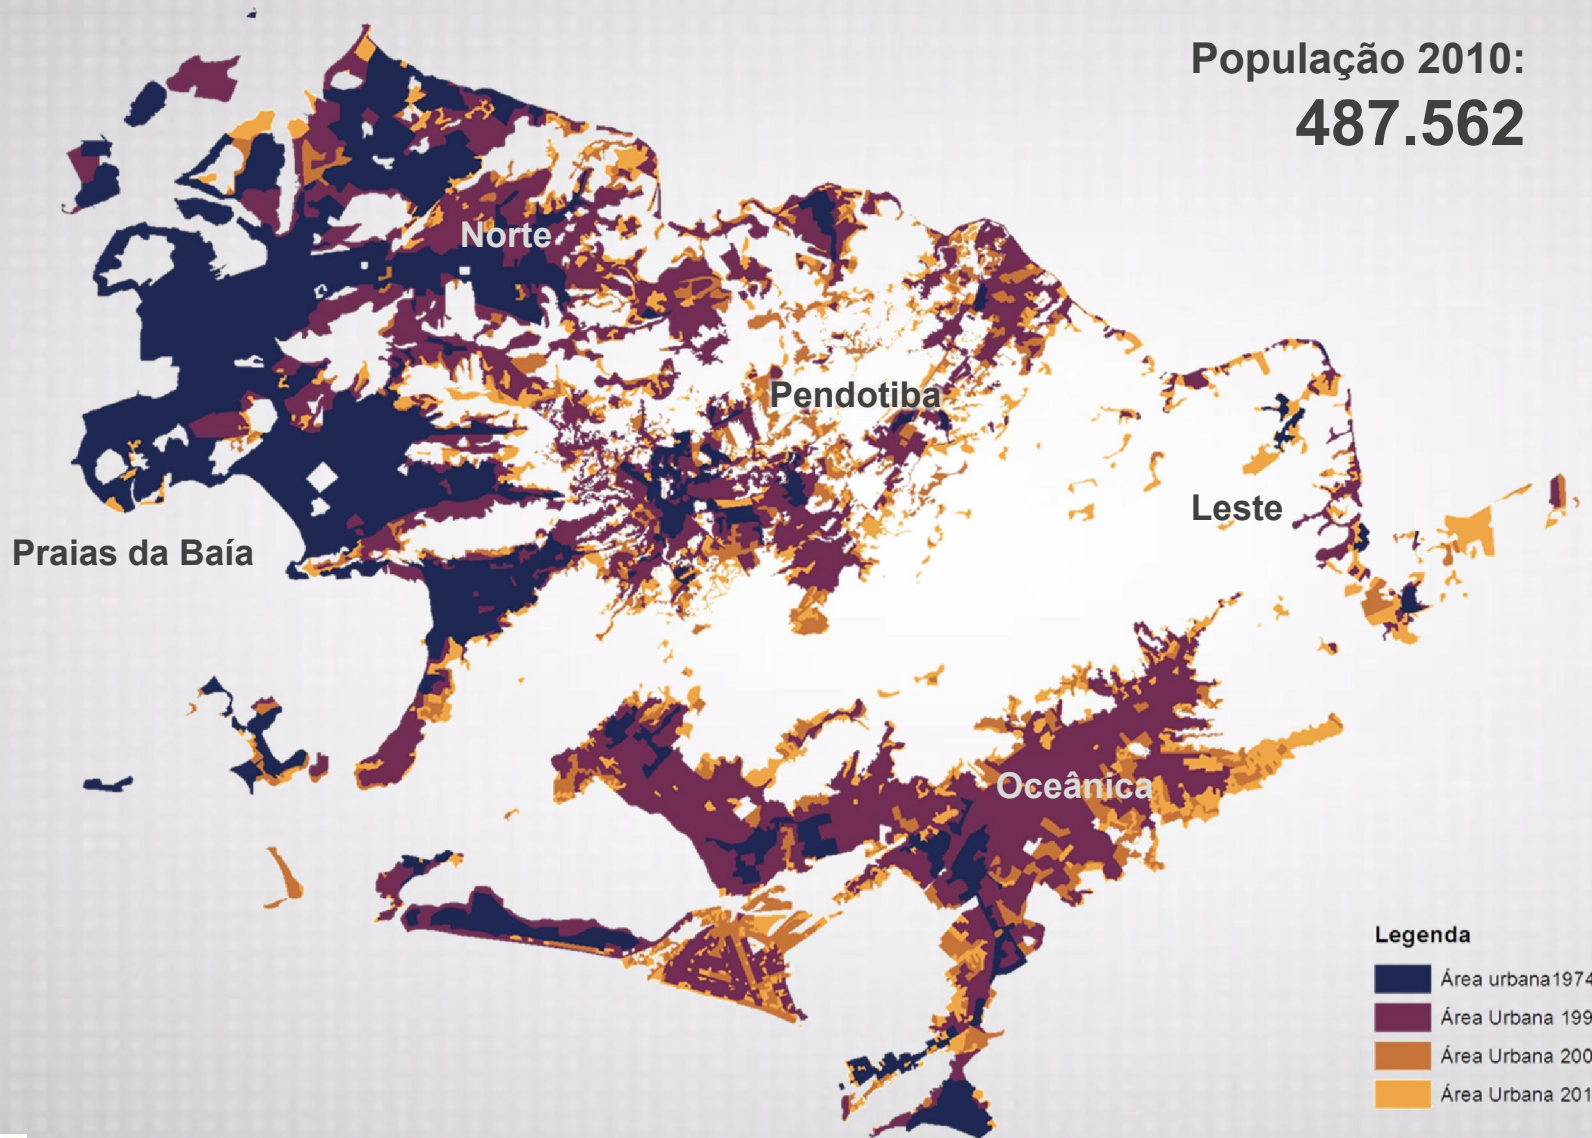 População 2010:
487.562
Norte
Pendotiba
Leste
Praias da Baía
Oceânica
Legenda
Área urbana1974
Área Urbana 199
Área Urbana 200
Área Urbana 201